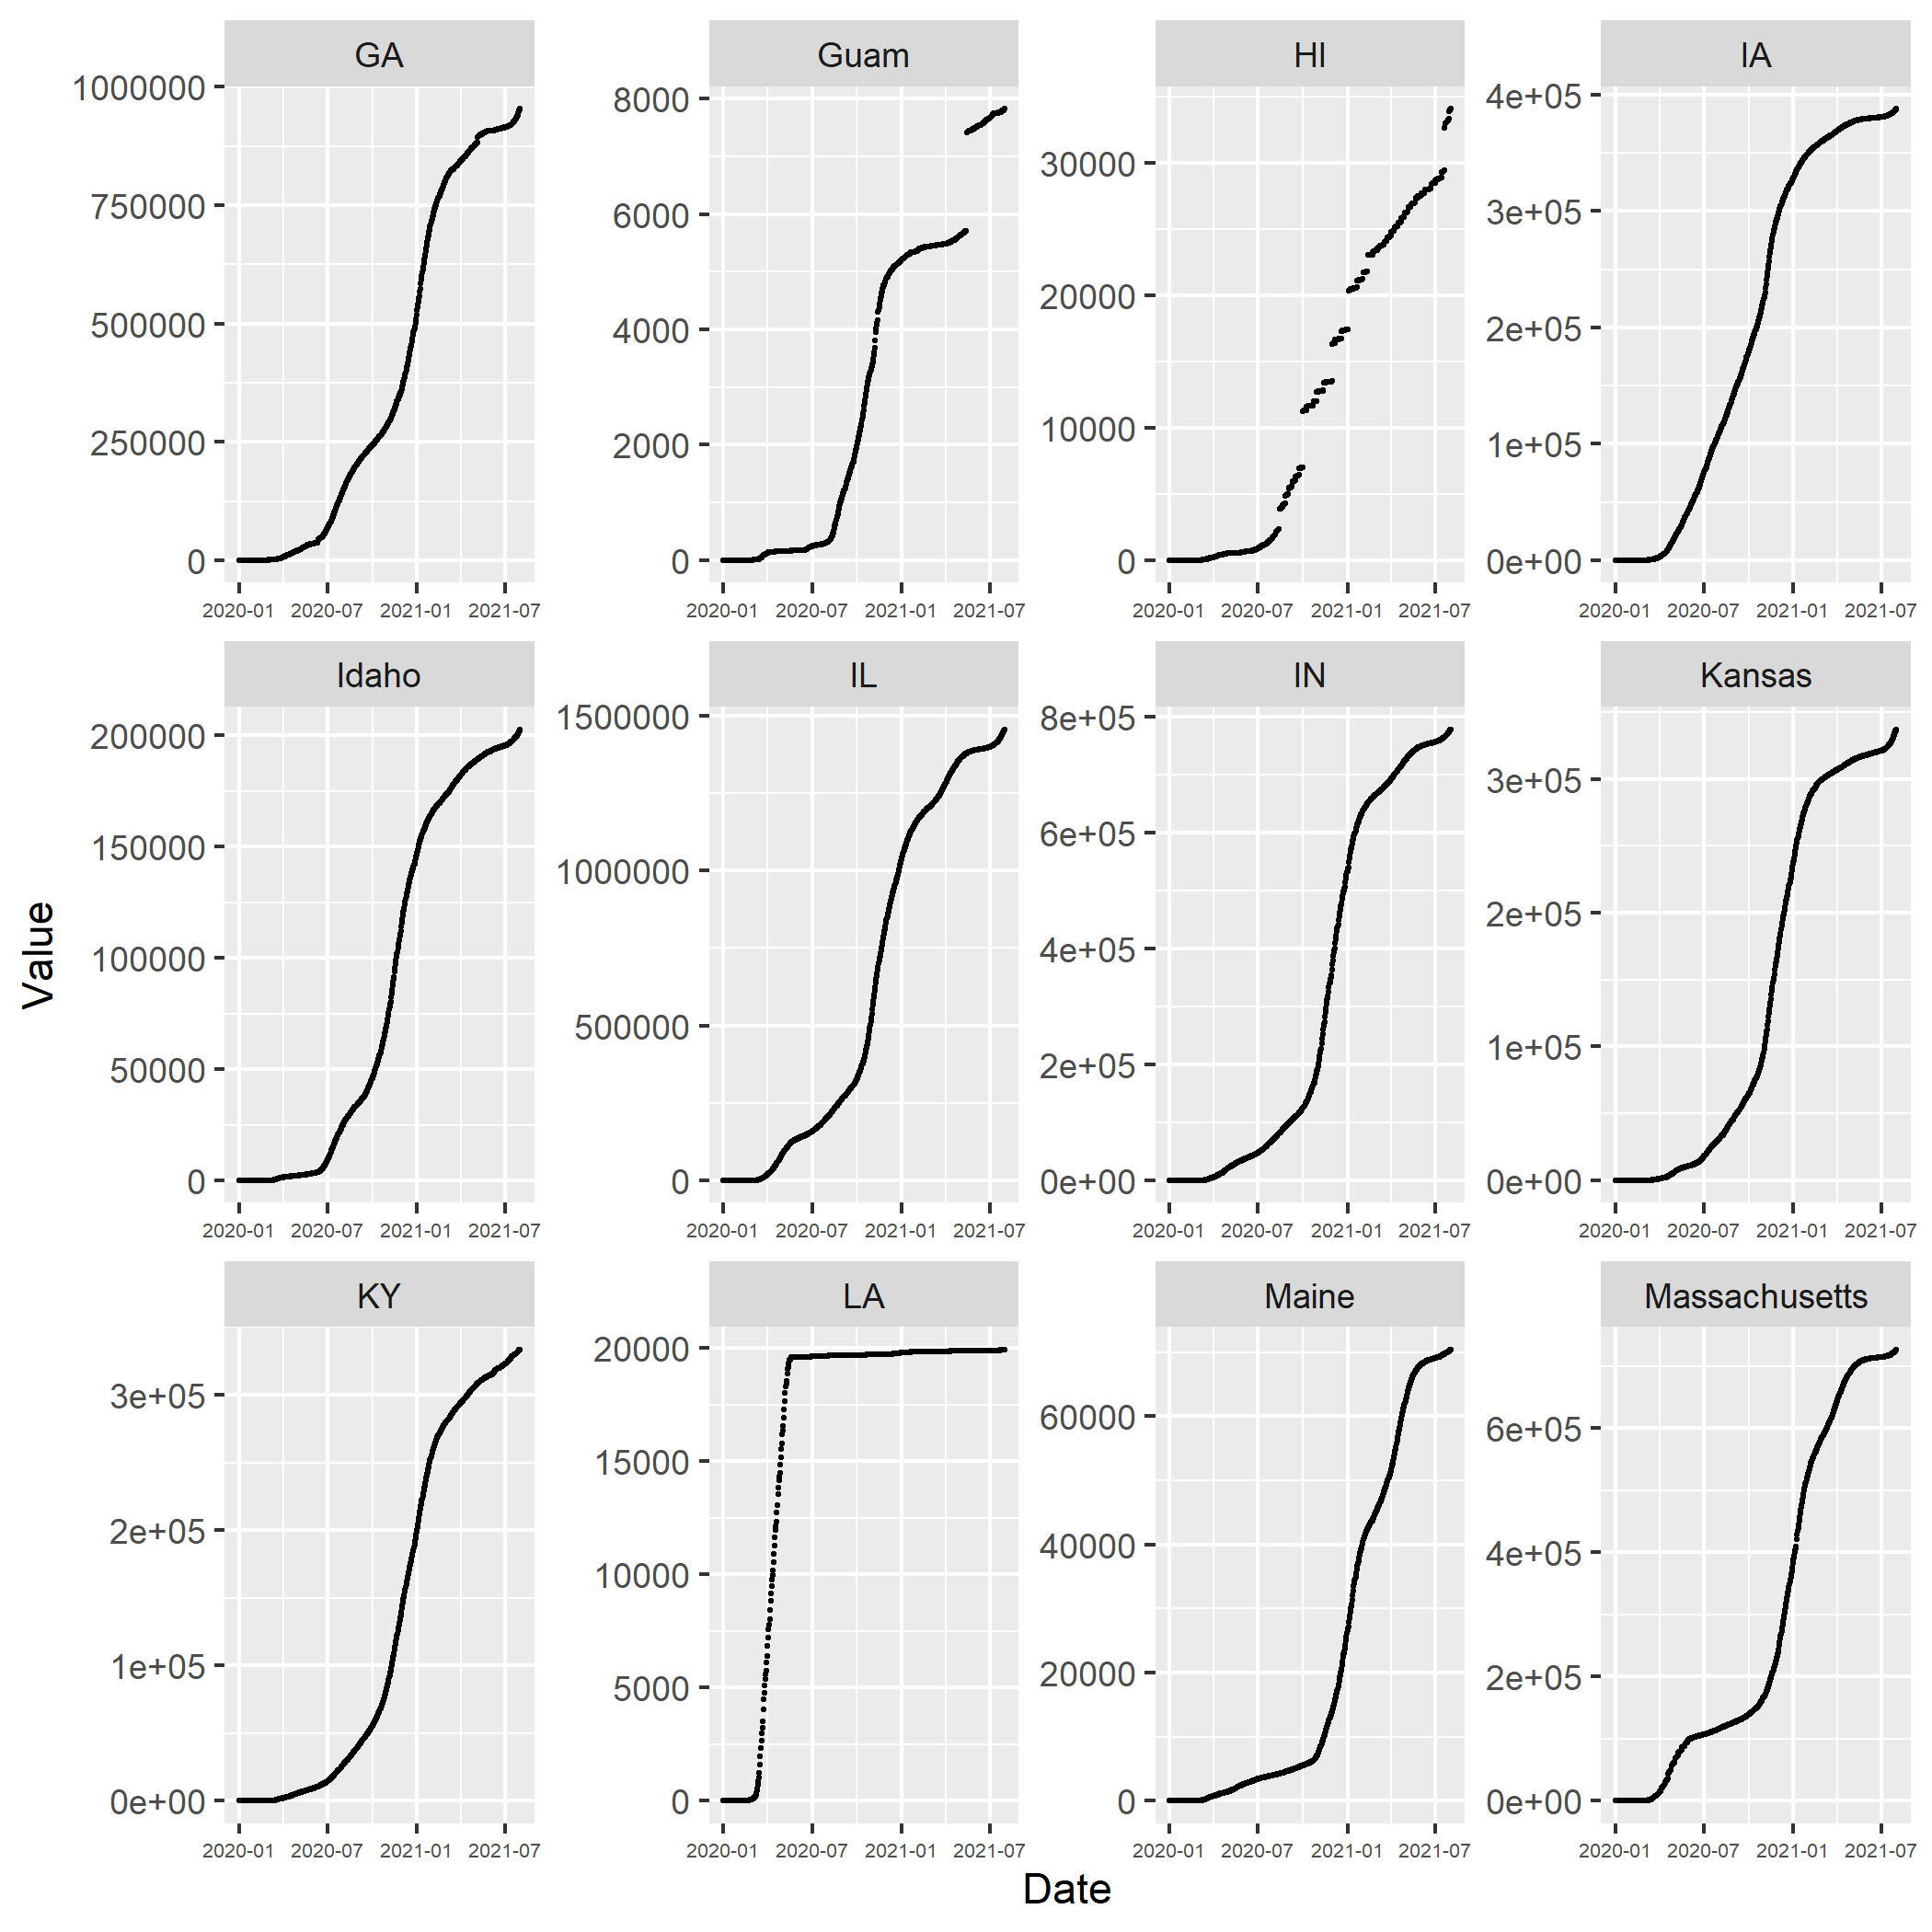 GA Guam HI IA
1000000
750000
500000
250000
0
8000
6000
4000
2000
0
30000
20000
10000
0
4e+05
3e+05
2e+05
1e+05
0e+00
2020-01 2020-07 2021-01 2021-07 2020-01 2020-07 2021-01 2021-07 2020-01 2020-07 2021-01 2021-07 2020-01 2020-07 2021-01 2021-07
Idaho IL IN Kansas
200000
150000
100000
50000
0
1500000
1000000
500000
0
8e+05
6e+05
4e+05
2e+05
0e+00
3e+05
2e+05
1e+05
0e+00
2020-01 2020-07 2021-01 2021-07 2020-01 2020-07 2021-01 2021-07 2020-01 2020-07 2021-01 2021-07 2020-01 2020-07 2021-01 2021-07
Value
KY LA Maine Massachusetts
3e+05
2e+05
1e+05
0e+00
20000
15000
10000
5000
0
60000
40000
20000
0
6e+05
4e+05
2e+05
0e+00
2020-01 2020-07 2021-01 2021-07 2020-01 2020-07 2021-01 2021-07 2020-01 2020-07 2021-01 2021-07 2020-01 2020-07 2021-01 2021-07
Date